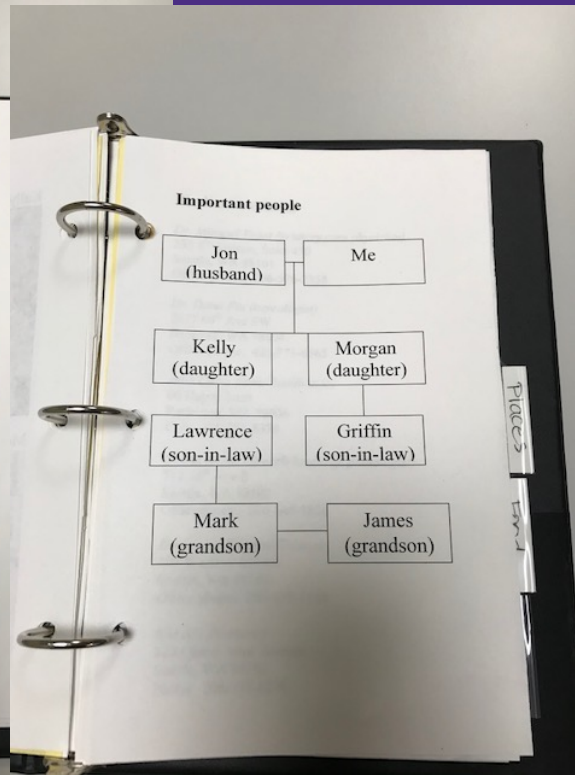 Important people
Jon
(husband)
Me
Kelly
(daughter)
Morgan
(daughter)
Lawrence
(son-in-law)
Griffin
(son-in-law)
Mark
(grandson)
James
(grandson)
Places